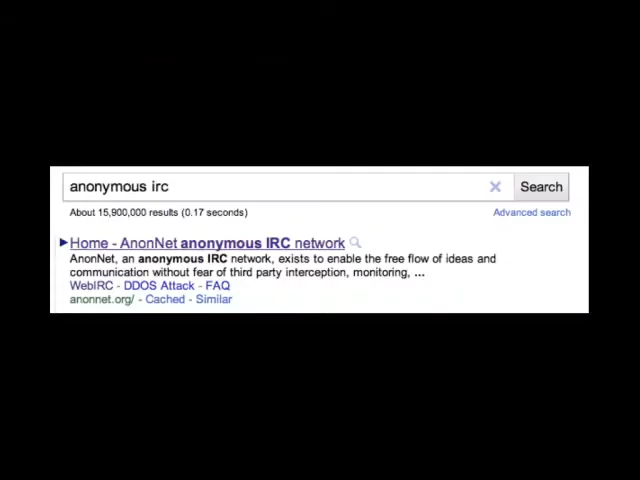 anonymous irc Search
About 15,900,000 results (0.17 seconds) Advanced search
Home - AnonNet anonymous IRC network
AnonNet, an anonymous IRC network, exists to enable the free flow of ideas and
communication without fear of third party interception, monitoring, ...
WebIRC - DDOS Attack - FAQ
anonnet.org/ - Cached - Similar